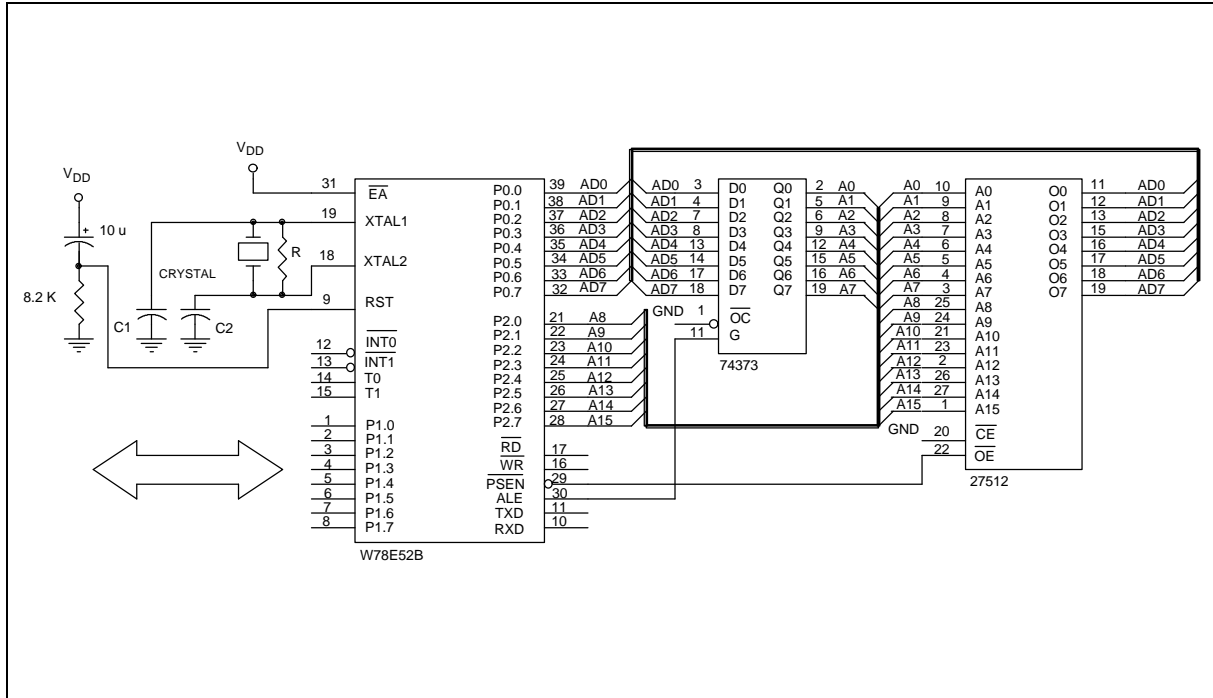 VDD
10 u
8.2 K
CRYSTAL
C1
C2
R
VDD
31 EA
19 XTAL1
18 XTAL2
9 RST
12 INT0
13 INT1
14 T0
15 T1
1 P1.0
2 P1.1
3 P1.2
4 P1.3
5 P1.4
6 P1.5
7 P1.6
8 P1.7
P0.0 39 AD0
P0.1 38 AD1
P0.2 37 AD2
P0.3 36 AD3
P0.4 35 AD4
P0.5 34 AD5
P0.6 33 AD6
P0.7 32 AD7
P2.0 21 A8
P2.1 22 A9
P2.2 23 A10
P2.3 24 A11
P2.4 25 A12
P2.5 26 A13
P2.6 27 A14
P2.7 28 A15
RD 17
WR 16
PSEN 29
ALE 30
TXD 11
RXD 10
W78E52B
AD0 3 D0 Q0 2 A0
AD1 4 D1 Q1 5 A1
AD2 7 D2 Q2 6 A2
AD3 8 D3 Q3 9 A3
AD4 13 D4 Q4 12 A4
AD5 14 D5 Q5 15 A5
AD6 17 D6 Q6 16 A6
AD7 18 D7 Q7 19 A7
GND 1 OC
11 G
74373
A0 10 A0 O0 11 AD0
A1 9 A1 O1 12 AD1
A2 8 A2 O2 13 AD2
A3 7 A3 O3 15 AD3
A4 6 A4 O4 16 AD4
A5 5 A5 O5 17 AD5
A6 4 A6 O6 18 AD6
A7 3 A7 O7 19 AD7
A8 25 A8
A9 24 A9
A10 21 A10
A11 23 A11
A12 2 A12
A13 26 A13
A14 27 A14
A15 1 A15
GND 20 CE
22 OE
27512